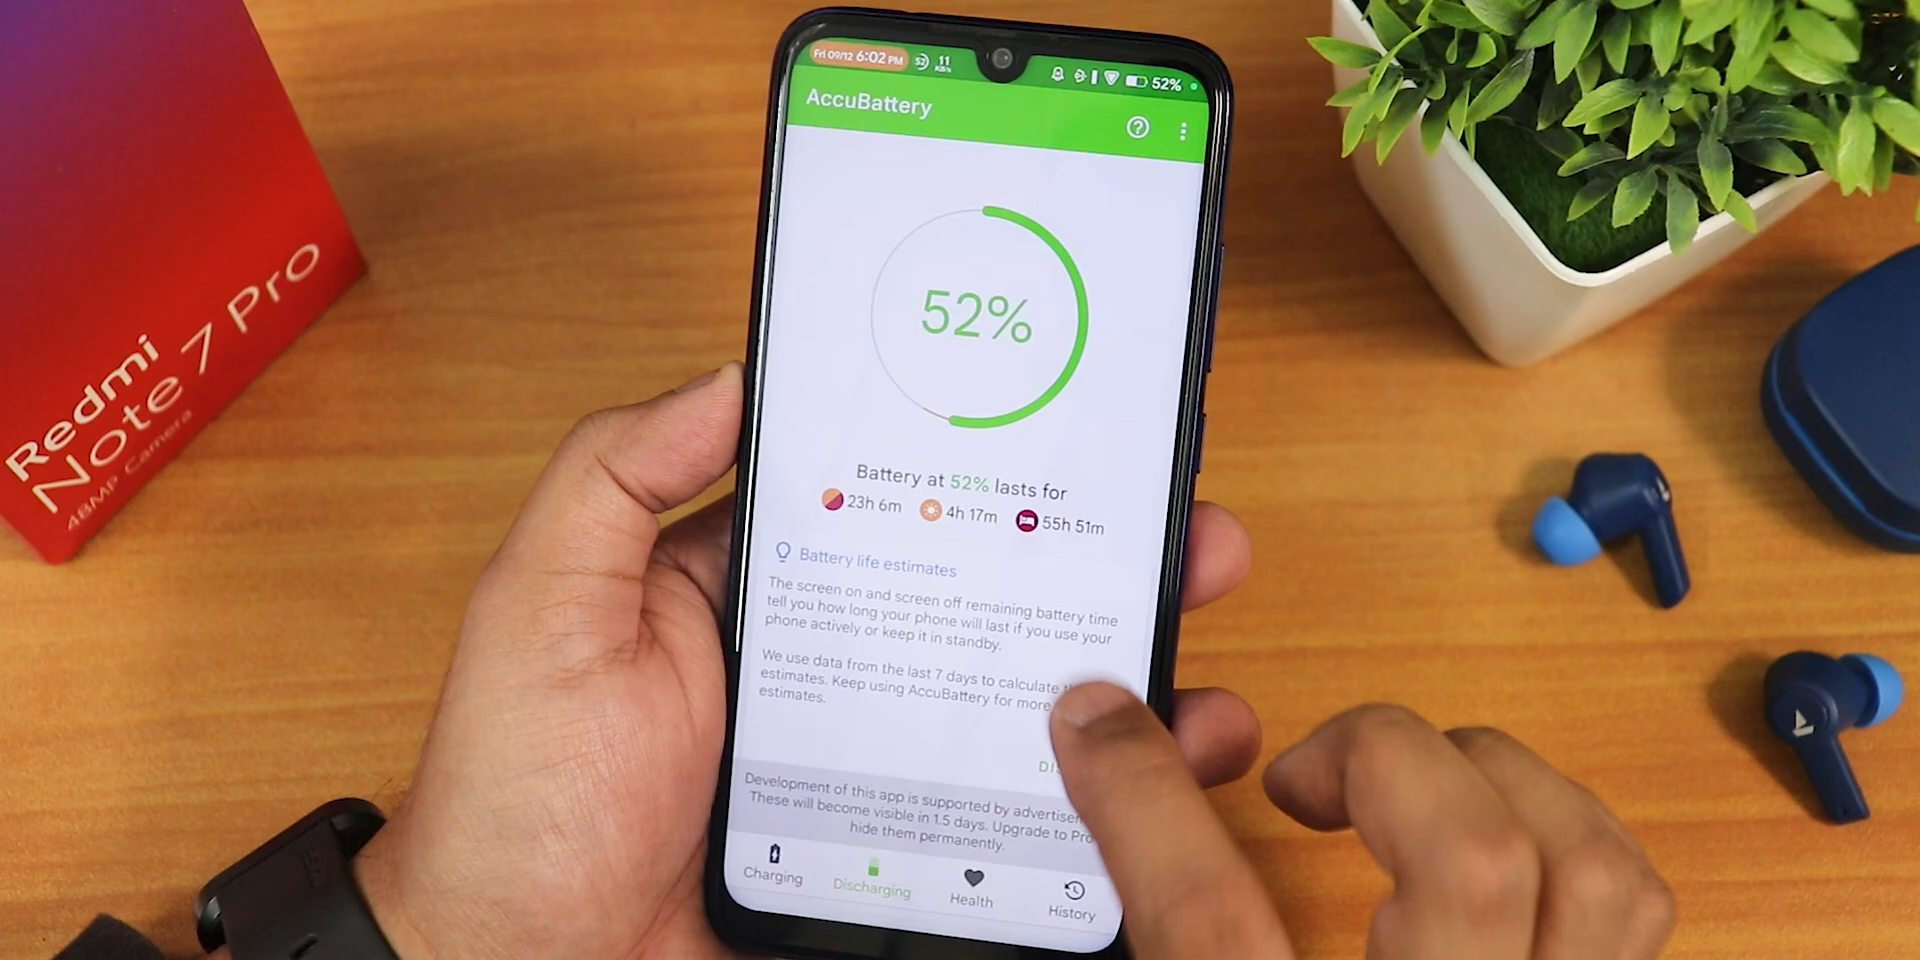 Redmi
Note 7 Pro
48MP Camera
Fri 09/12 6:02 PM 52 11 KB/s 52%
AccuBattery
52%
Battery at 52% lasts for
23h 6m 4h 17m 55h 51m
Battery life estimates
The screen on and screen off remaining battery time
tell you how long your phone will last if you use your
phone actively or keep it in standby.
We use data from the last 7 days to calculate
estimates. Keep using AccuBattery for more
estimates.
Development of this app is supported by
These will become visible in 1.5 days. Upgrade to
hide them permanently.
Charging Discharging Health History